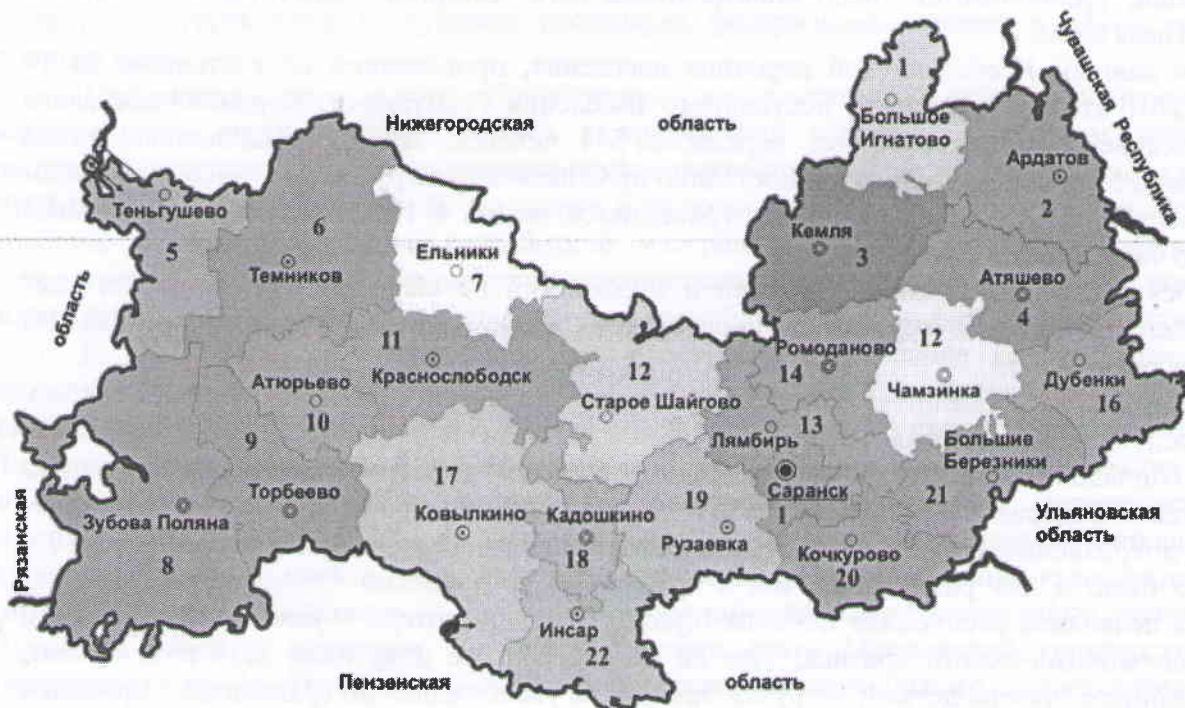 Нижегородская область
Чувашская Республика
1
Большое
Игнатово
Ардатов
2
Теньгушево
5
6
Темников
Ельники
7
Кемля
3
Атяшево
4
область
11
Краснослободск
12
Старое Шайгово
Ромоданово
14
12
Чамзинка
Дубенки
16
Атюрьево
10
9
Лямбирь
13
Большие
Березники
21
Саранск
1
17
Ковылкино
Кадошкино
18
19
Рузаевка
Кочкурово
20
Ульяновская
область
Рязанская
Зубова Поляна
8
Торбеево
Инсар
22
Пензенская область